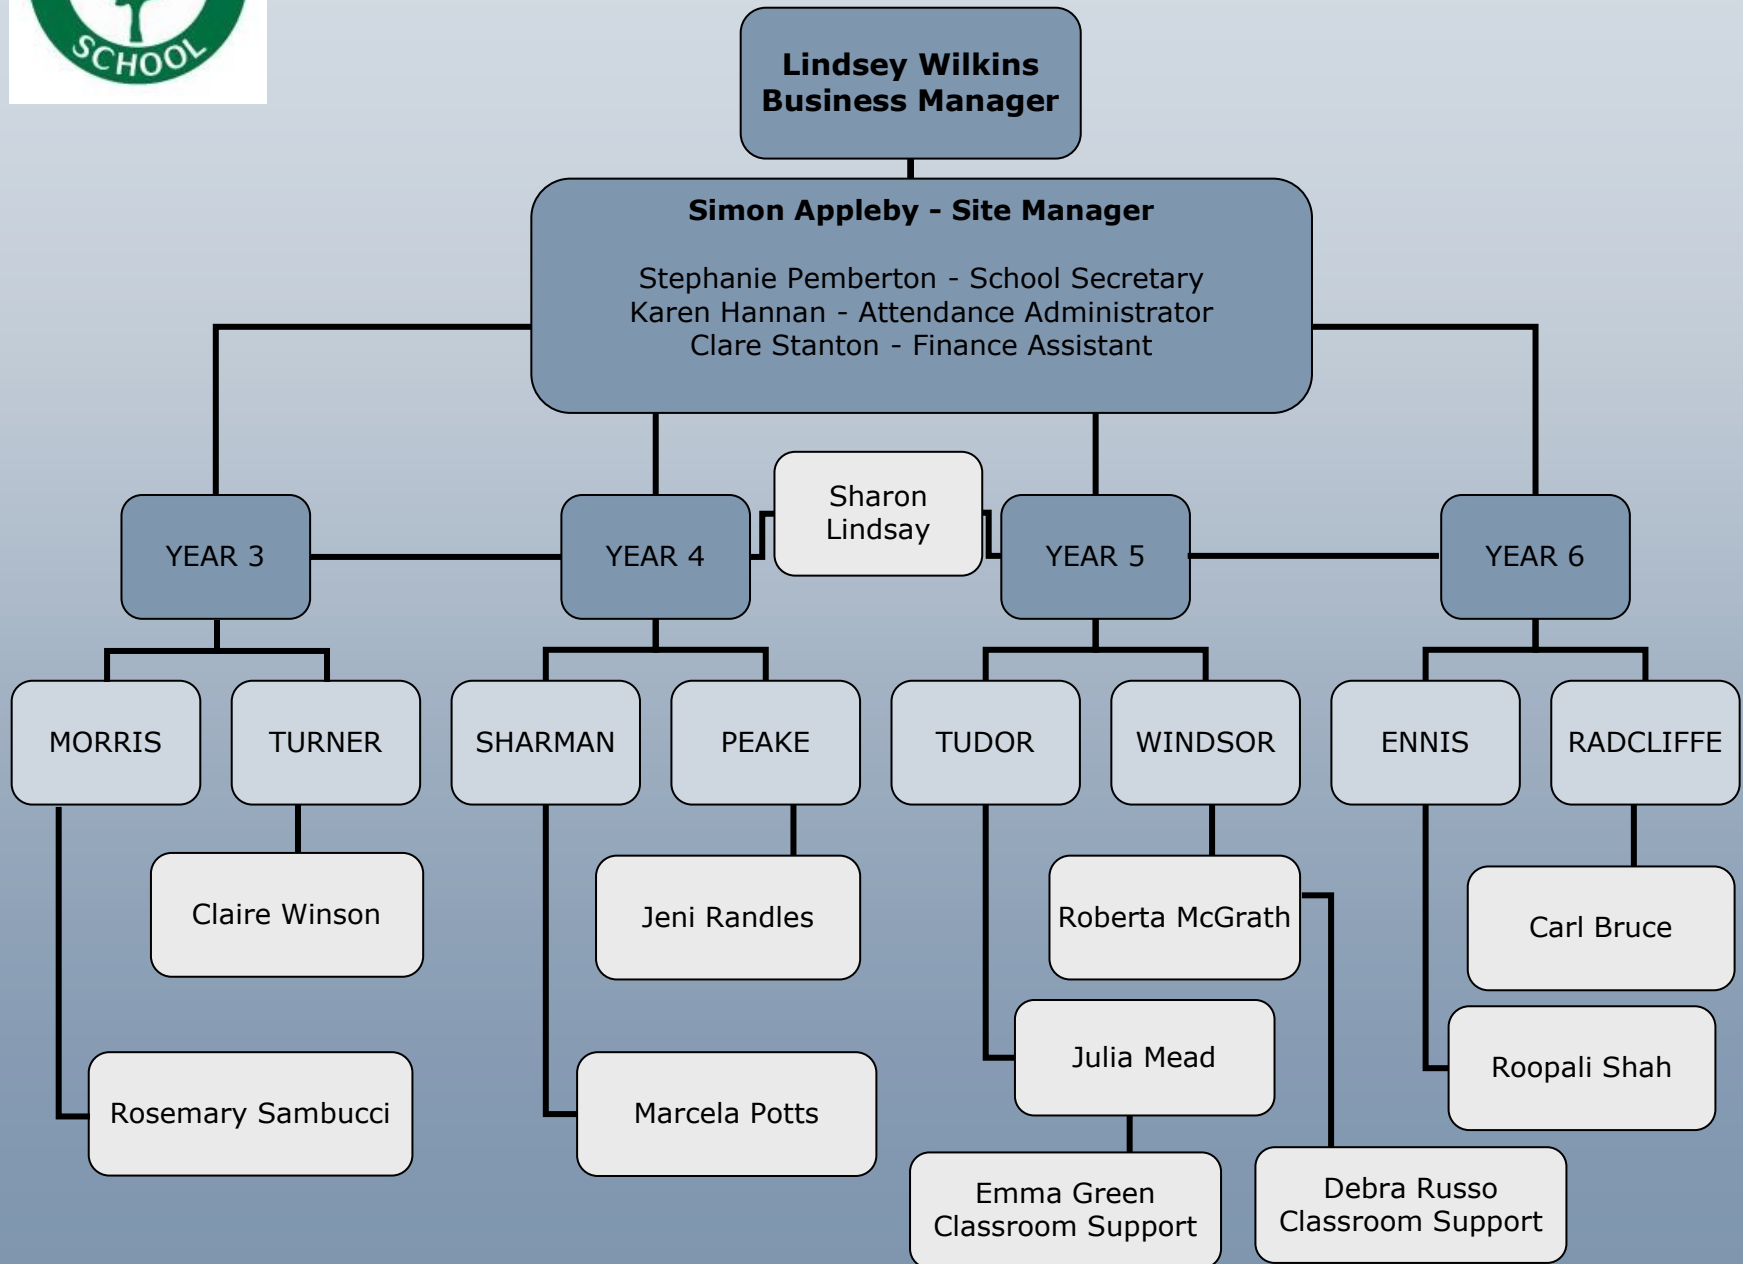 SCHOOL
Lindsey Wilkins
Business Manager
Simon Appleby - Site Manager
Stephanie Pemberton - School Secretary
Karen Hannan - Attendance Administrator
Clare Stanton - Finance Assistant
Sharon
Lindsay
YEAR 3
YEAR 4
YEAR 5
YEAR 6
MORRIS
TURNER
SHARMAN
PEAKE
TUDOR
WINDSOR
ENNIS
RADCLIFFE
Claire Winson
Jeni Randles
Roberta McGrath
Carl Bruce
Rosemary Sambucci
Marcela Potts
Julia Mead
Roopali Shah
Emma Green
Classroom Support
Debra Russo
Classroom Support